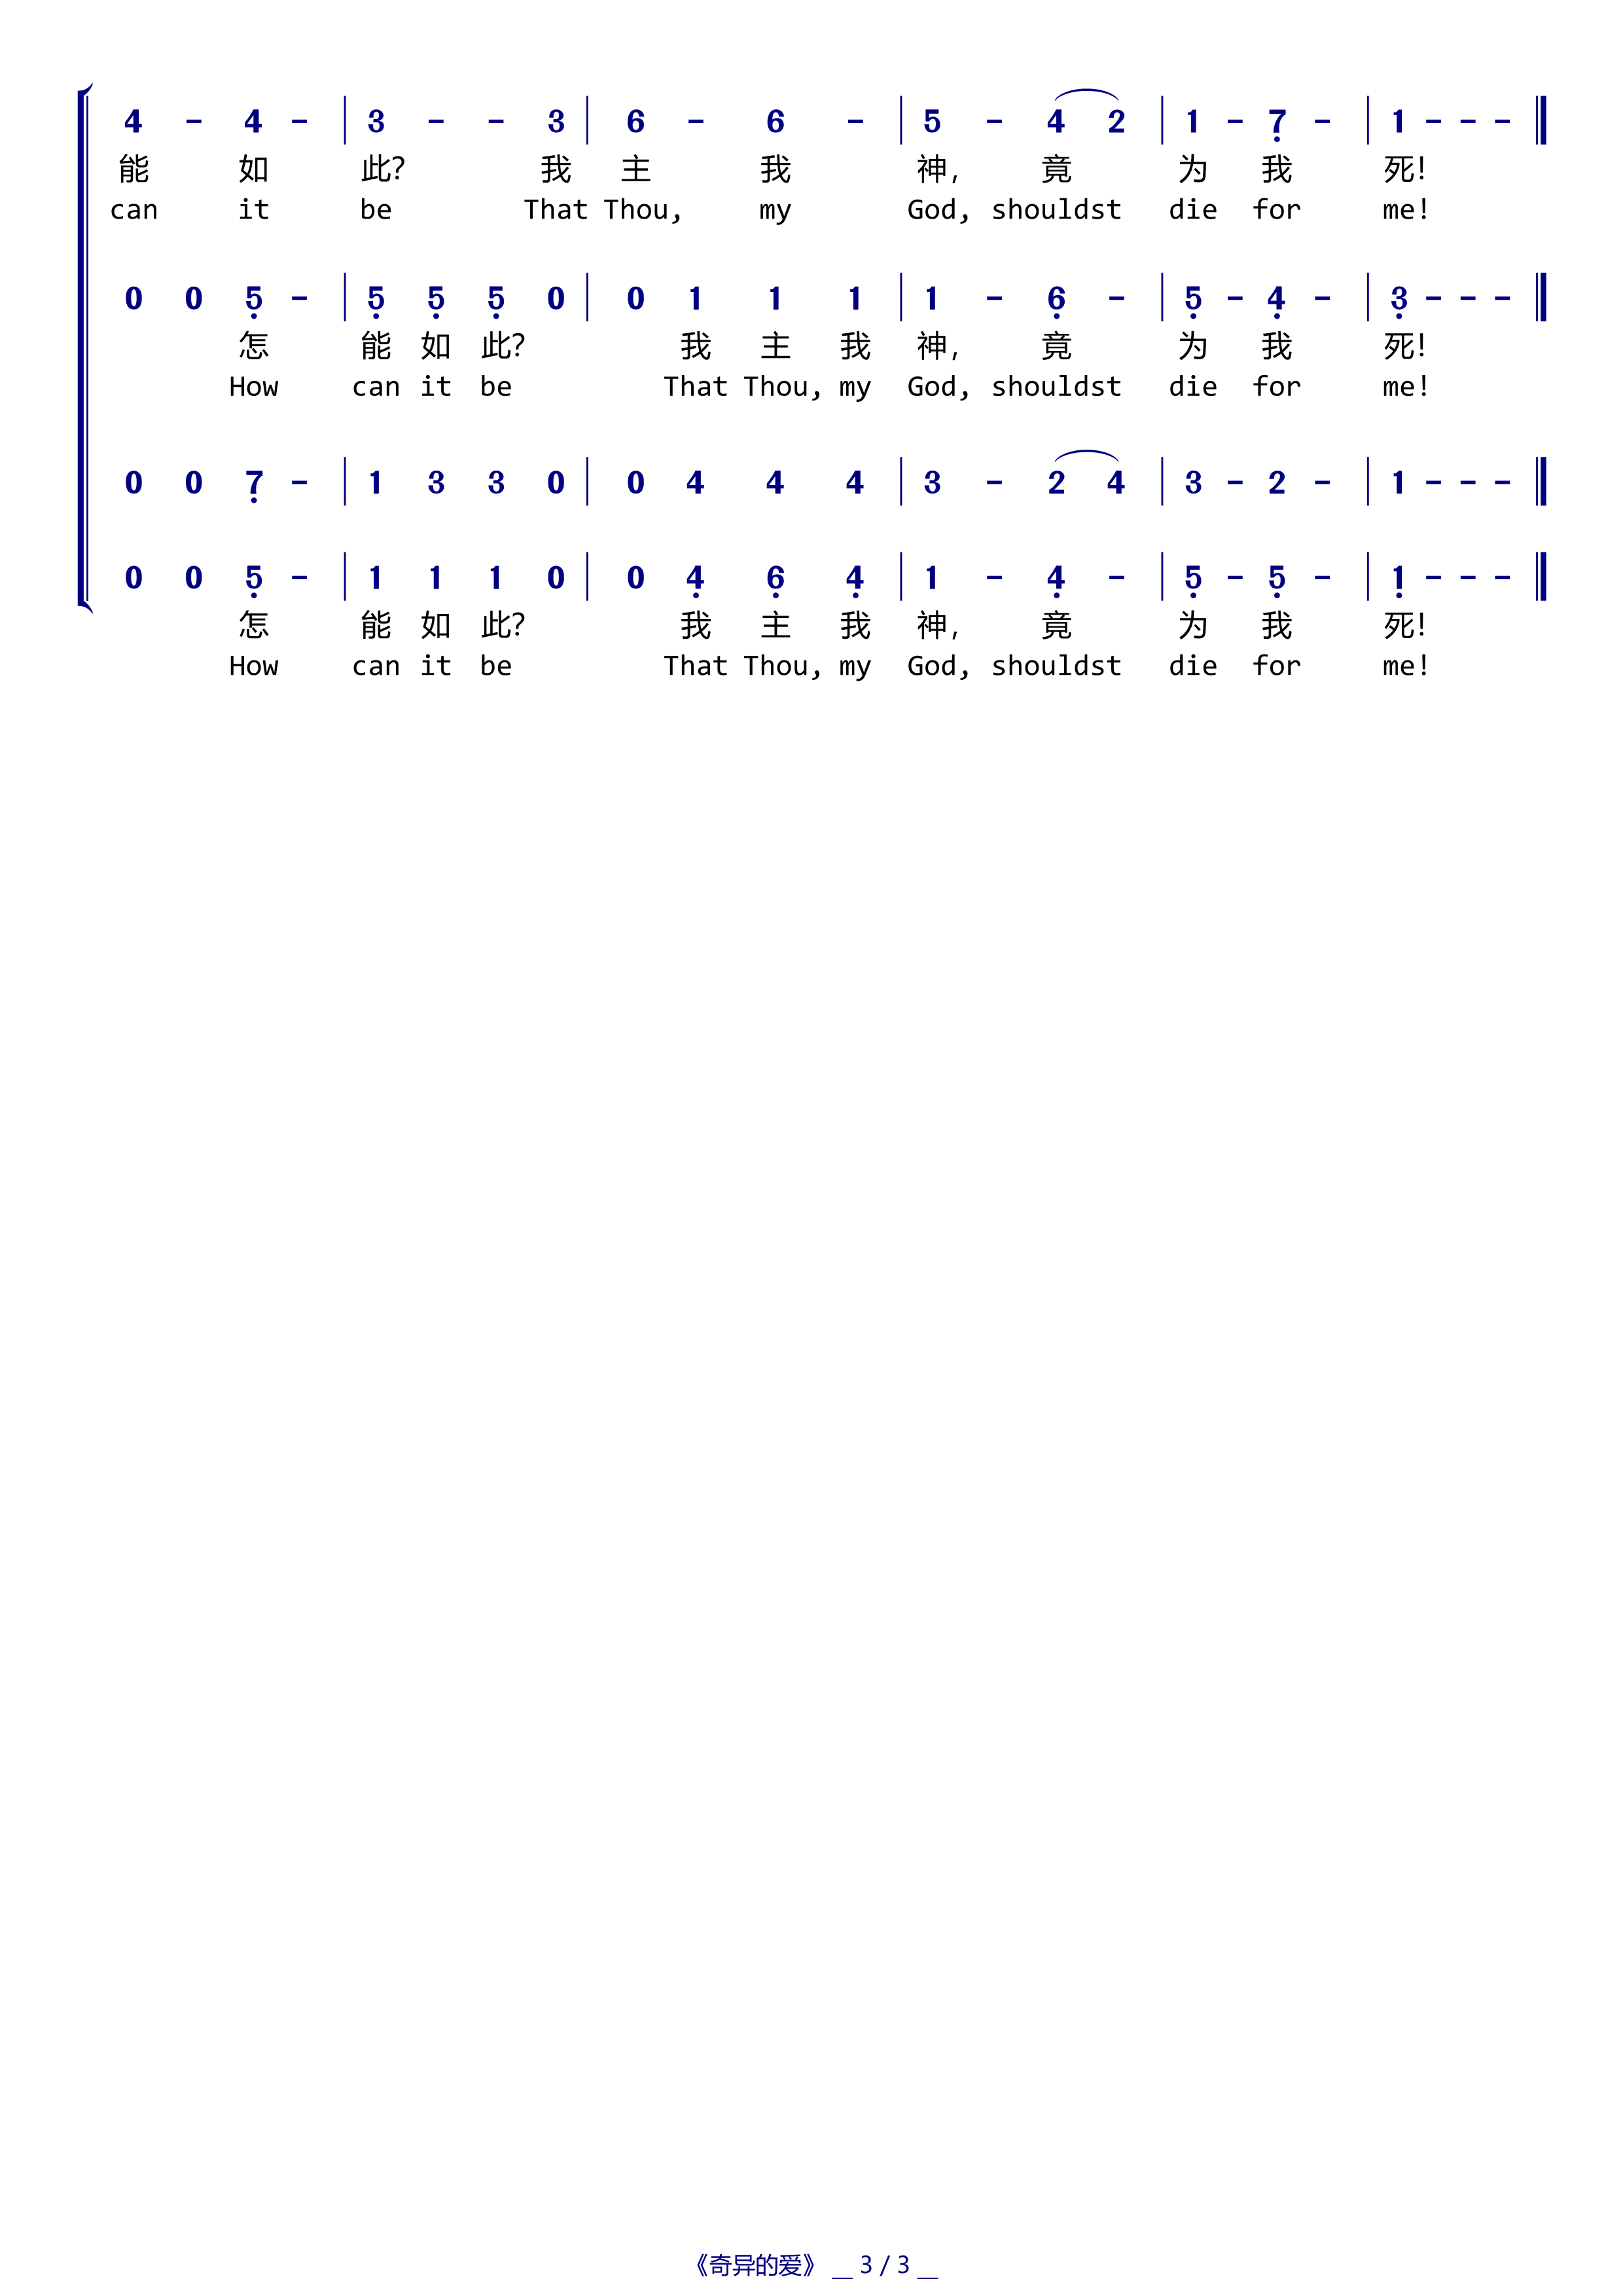 4 - 4 - | 3 - - 3 | 6 - 6 - | 5 - 4 2 | 1 - 7̣ - | 1 - - - ‖
能 如 此? 我 主 我 神, 竟 为 我 死!
can it be That Thou, my God, shouldst die for me!
0 0 5̣ - | 5̣ 5̣ 5̣ 0 | 0 1 1 1 | 1 - 6̣ - | 5̣ - 4̣ - | 3̣ - - - ‖
怎 能 如 此? 我 主 我 神, 竟 为 我 死!
How can it be That Thou, my God, shouldst die for me!
0 0 7̣ - | 1 3 3 0 | 0 4 4 4 | 3 - 2 4 | 3 - 2 - | 1 - - - ‖
0 0 5̣ - | 1 1 1 0 | 0 4̣ 6̣ 4̣ | 1 - 4̣ - | 5̣ - 5̣ - | 1̣ - - - ‖
怎 能 如 此? 我 主 我 神, 竟 为 我 死!
How can it be That Thou, my God, shouldst die for me!
《奇异的爱》 __ 3 / 3 __